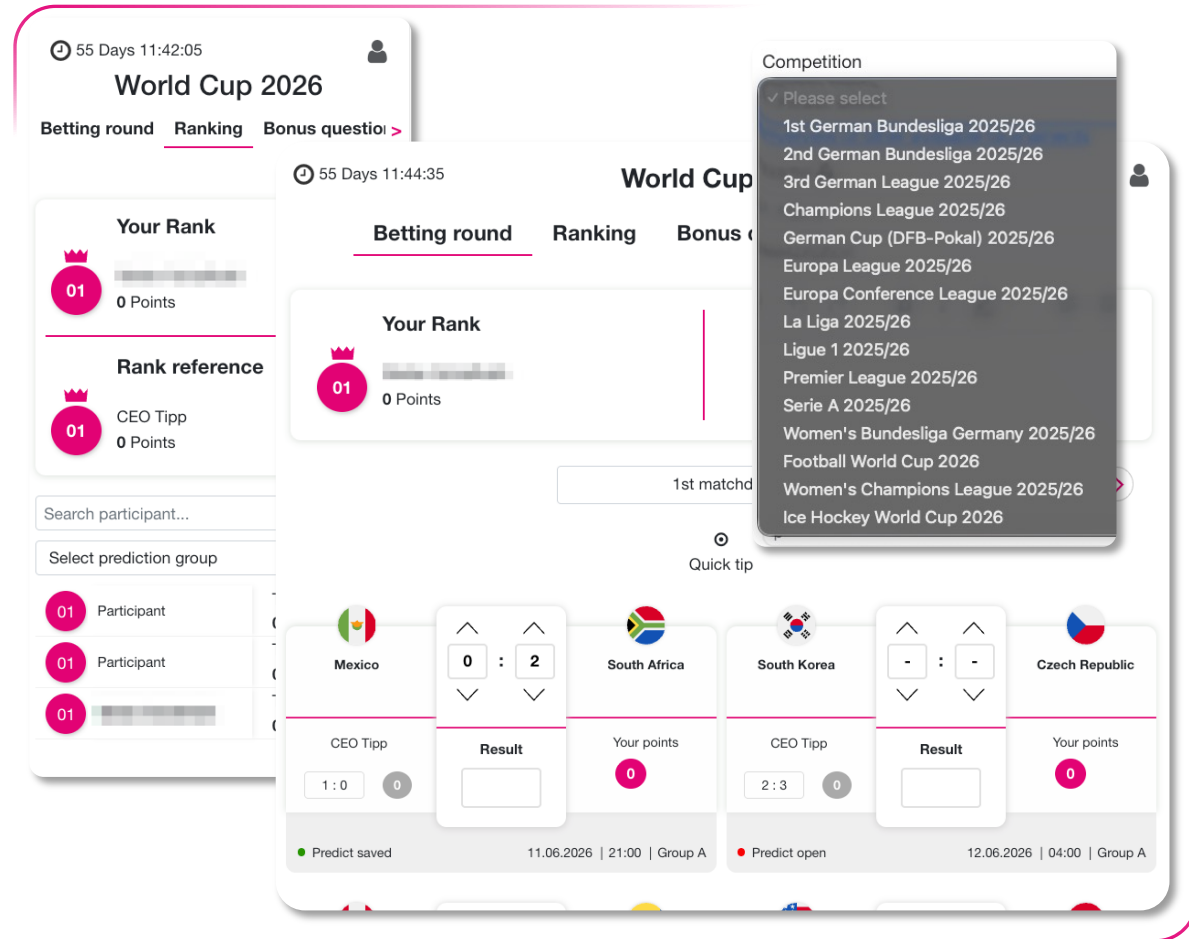 55 Days 11:42:05
World Cup 2026
Betting round Ranking Bonus question >
Your Rank
01
0 Points
Rank reference
01
CEO Tipp
0 Points
Search participant...
Select prediction group
01 Participant
01 Participant
01
55 Days 11:44:35
World Cup
Betting round Ranking Bonus
Your Rank
01
0 Points
1st matchd
Quick tip
Mexico
0 : 2
South Africa
CEO Tipp
1 : 0
0
Result
Your points
0
Predict saved
11.06.2026 | 21:00 | Group A
South Korea
- : -
Czech Republic
CEO Tipp
2 : 3
0
Result
Your points
0
Predict open
12.06.2026 | 04:00 | Group A
Competition
✓ Please select
1st German Bundesliga 2025/26
2nd German Bundesliga 2025/26
3rd German League 2025/26
Champions League 2025/26
German Cup (DFB-Pokal) 2025/26
Europa League 2025/26
Europa Conference League 2025/26
La Liga 2025/26
Ligue 1 2025/26
Premier League 2025/26
Serie A 2025/26
Women's Bundesliga Germany 2025/26
Football World Cup 2026
Women's Champions League 2025/26
Ice Hockey World Cup 2026